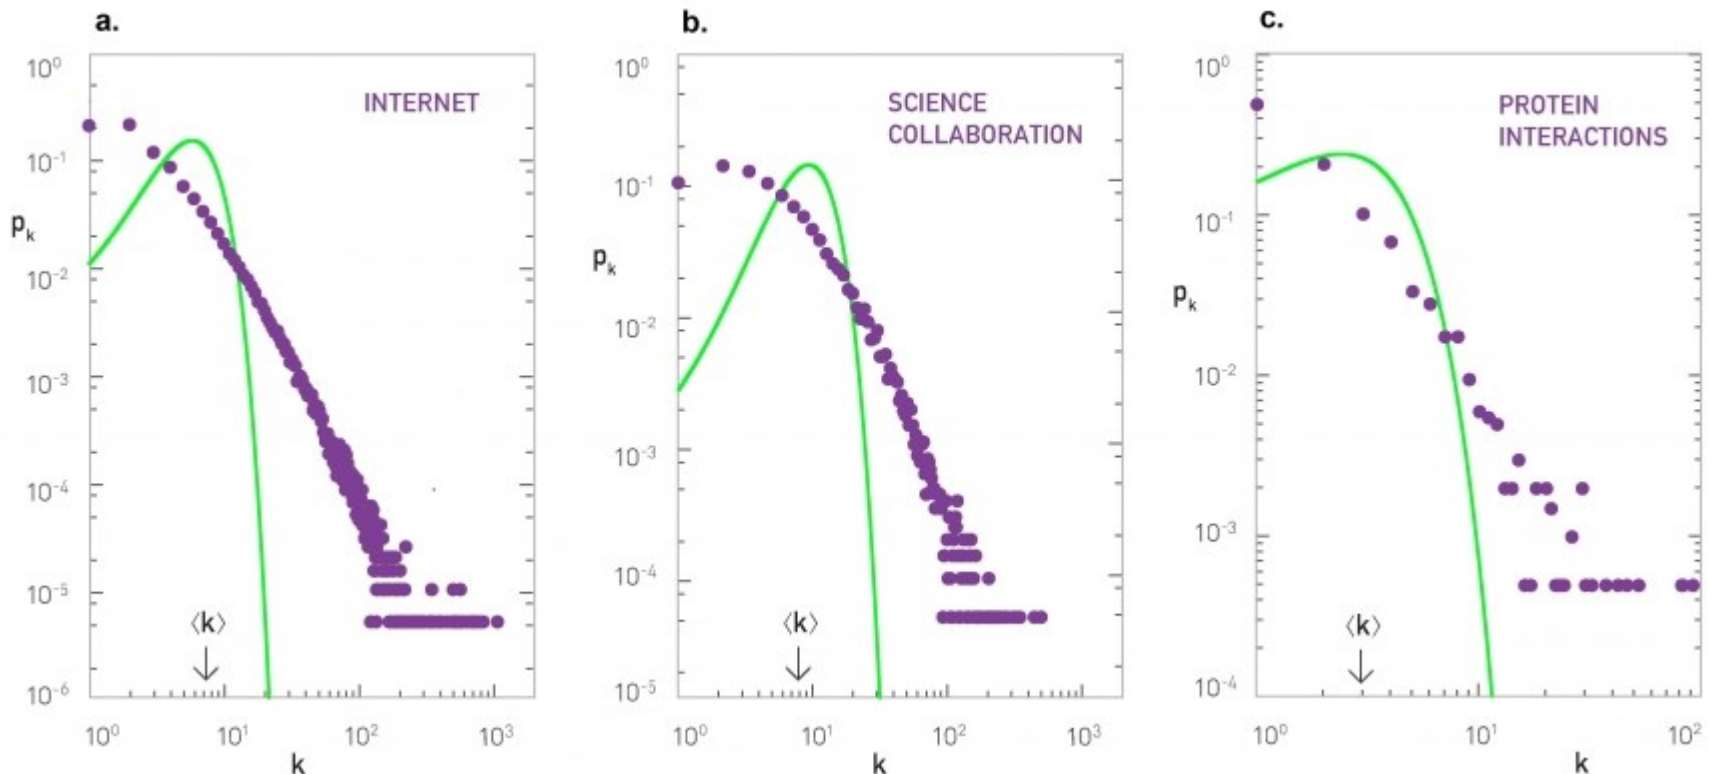 a.
INTERNET
10⁰
10⁻¹
10⁻²
10⁻³
10⁻⁴
10⁻⁵
10⁻⁶
pₖ
⟨k⟩
10⁰ 10¹ 10² 10³
k
b.
SCIENCE
COLLABORATION
10⁰
10⁻¹
10⁻²
10⁻³
10⁻⁴
10⁻⁵
pₖ
⟨k⟩
10⁰ 10¹ 10² 10³
k
c.
PROTEIN
INTERACTIONS
10⁰
10⁻¹
10⁻²
10⁻³
10⁻⁴
pₖ
⟨k⟩
10⁰ 10¹ 10²
k